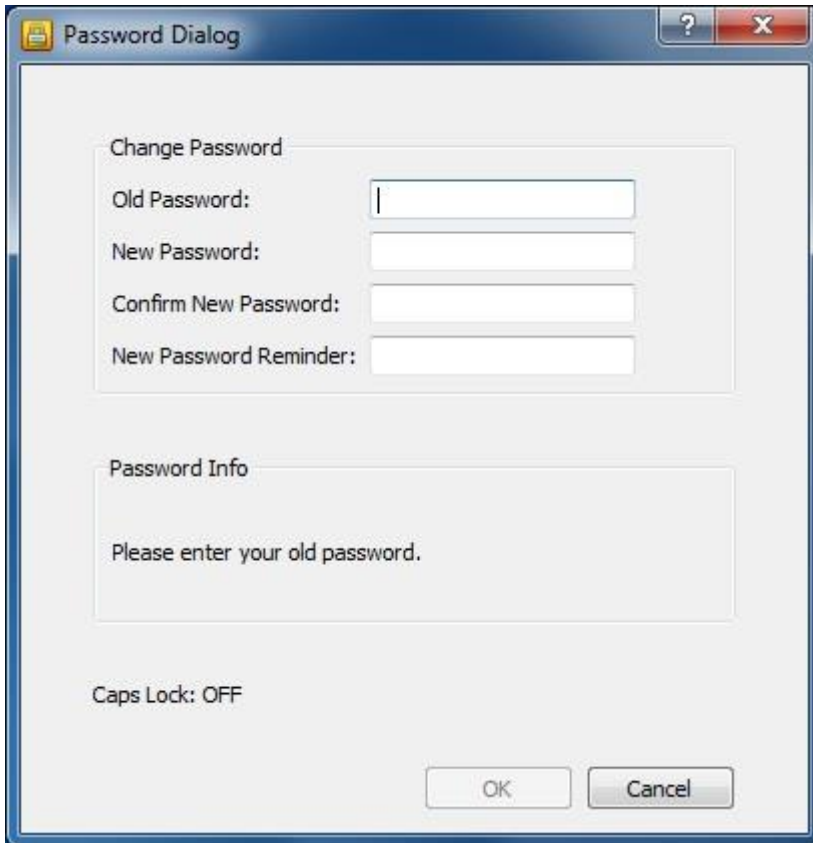 Password Dialog
?
Change Password
Old Password:
New Password:
Confirm New Password:
New Password Reminder:
Password Info
Please enter your old password.
Caps Lock: OFF
OK Cancel